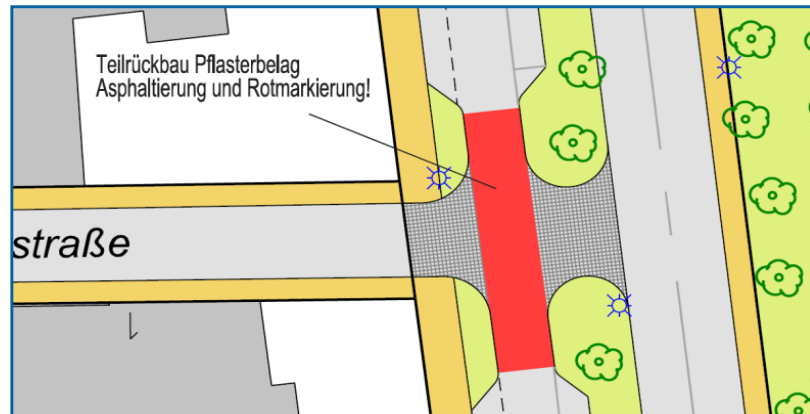 Teilrückbau Pflasterbelag
Asphaltierung und Rotmarkierung!
straße